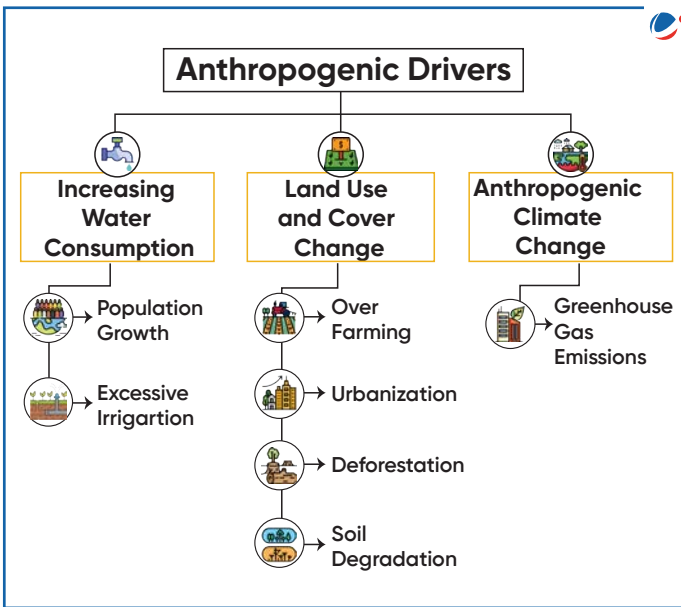 Anthropogenic Drivers
Increasing
Water
Consumption
Population
Growth
Excessive
Irrigartion
Land Use
and Cover
Change
Over
Farming
Urbanization
Deforestation
Soil
Degradation
Anthropogenic
Climate
Change
Greenhouse
Gas
Emissions